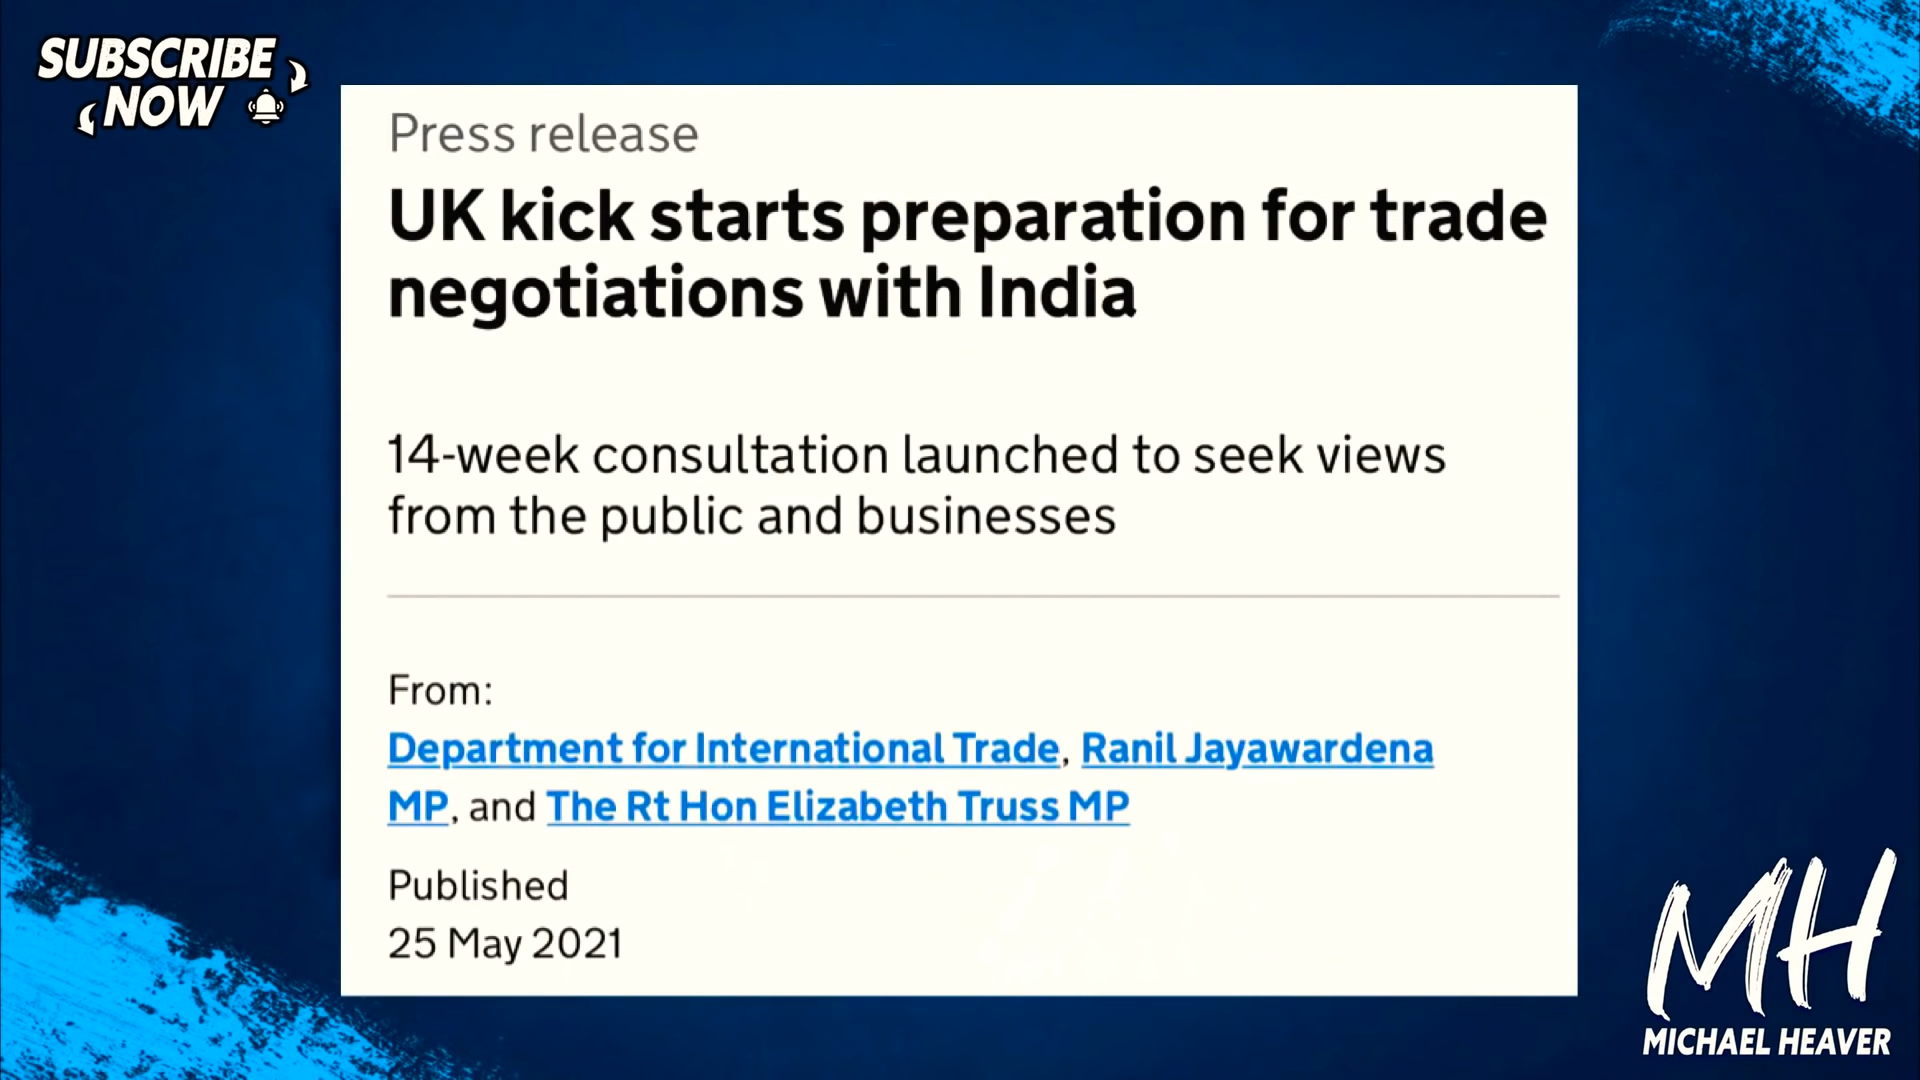 SUBSCRIBE
NOW
Press release
UK kick starts preparation for trade
negotiations with India
14-week consultation launched to seek views
from the public and businesses
From:
Department for International Trade, Ranil Jayawardena
MP, and The Rt Hon Elizabeth Truss MP
Published
25 May 2021
MH
MICHAEL HEAVER